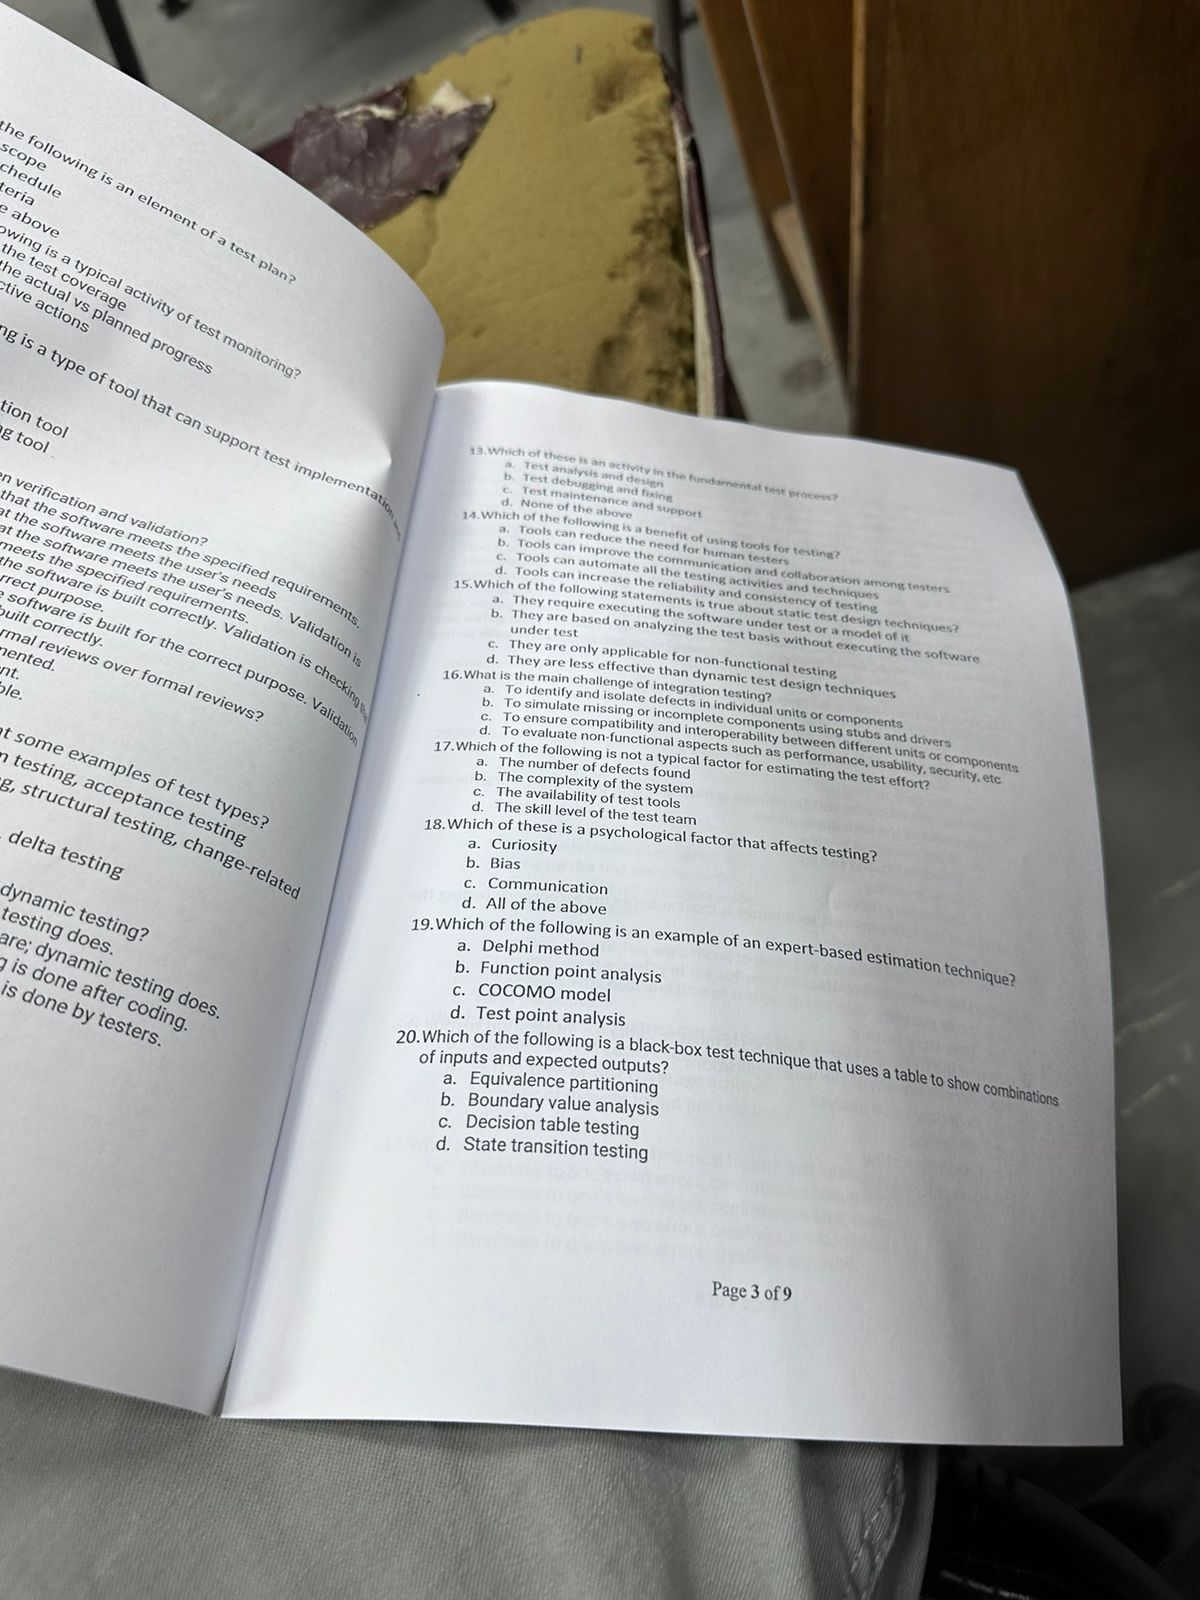 the following is an element of a test plan?
scope
chedule
teria
e above
owing is a typical activity of test monitoring?
the test coverage
the actual vs planned progress
ctive actions
ng is a type of tool that can support test implementation
tion tool
ng tool
en verification and validation?
that the software meets the specified requirements.
at the software meets the user's needs
at the software meets the user's needs. Validation is
meets the specified requirements.
the software is built correctly. Validation is checking
rrect purpose.
e software is built for the correct purpose. Validation
built correctly.
rmal reviews over formal reviews?
mented.
nt.
ble.
at some examples of test types?
n testing, acceptance testing
g, structural testing, change-related
delta testing
dynamic testing?
testing does.
are; dynamic testing does.
g is done after coding.
is done by testers.
13.Which of these is an activity in the fundamental test process?
a. Test analysis and design
b. Test debugging and fixing
c. Test maintenance and support
d. None of the above
14.Which of the following is a benefit of using tools for testing?
a. Tools can reduce the need for human testers
b. Tools can improve the communication and collaboration among testers
c. Tools can automate all the testing activities and techniques
d. Tools can increase the reliability and consistency of testing
15.Which of the following statements is true about static test design techniques?
a. They require executing the software under test or a model of it
b. They are based on analyzing the test basis without executing the software
under test
c. They are only applicable for non-functional testing
d. They are less effective than dynamic test design techniques
16.What is the main challenge of integration testing?
a. To identify and isolate defects in individual units or components
b. To simulate missing or incomplete components using stubs and drivers
c. To ensure compatibility and interoperability between different units or components
d. To evaluate non-functional aspects such as performance, usability, security, etc
17.Which of the following is not a typical factor for estimating the test effort?
a. The number of defects found
b. The complexity of the system
c. The availability of test tools
d. The skill level of the test team
18.Which of these is a psychological factor that affects testing?
a. Curiosity
b. Bias
c. Communication
d. All of the above
19.Which of the following is an example of an expert-based estimation technique?
a. Delphi method
b. Function point analysis
c. COCOMO model
d. Test point analysis
20.Which of the following is a black-box test technique that uses a table to show combinations
of inputs and expected outputs?
a. Equivalence partitioning
b. Boundary value analysis
c. Decision table testing
d. State transition testing
Page 3 of 9